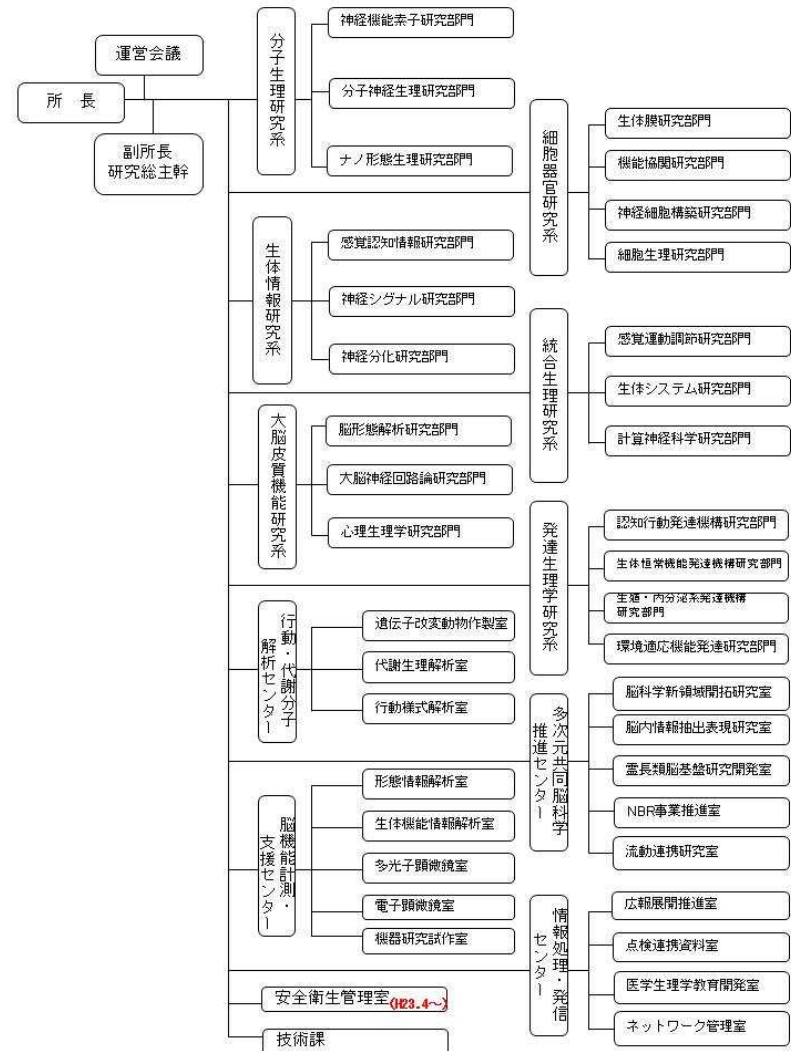 運営会議
所　長
副所長
研究総主幹
分子生理研究系
神経機能素子研究部門
分子神経生理研究部門
ナノ形態生理研究部門
細胞器官研究系
生体膜研究部門
機能協関研究部門
神経細胞構築研究部門
細胞生理研究部門
生体情報研究系
感覚認知情報研究部門
神経シグナル研究部門
神経分化研究部門
統合生理研究系
感覚運動調節研究部門
生体システム研究部門
計算神経科学研究部門
大脳皮質機能研究系
脳形態解析研究部門
大脳神経回路論研究部門
心理生理学研究部門
発達生理学研究系
認知行動発達機構研究部門
生体恒常機能発達機構研究部門
生殖・内分泌系発達機構
研究部門
環境適応機能発達研究部門
行動・代謝分子
解析センター
遺伝子改変動物作製室
代謝生理解析室
行動様式解析室
多次元共同脳科学
推進センター
脳科学新領域開拓研究室
脳内情報抽出表現研究室
霊長類脳基盤研究開発室
NBR事業推進室
流動連携研究室
脳機能計測・
支援センター
形態情報解析室
生体機能情報解析室
多光子顕微鏡室
電子顕微鏡室
機器研究試作室
情報処理・発信
センター
広報展開推進室
点検連携資料室
医学生理学教育開発室
ネットワーク管理室
安全衛生管理室(H23.4～)
技術課